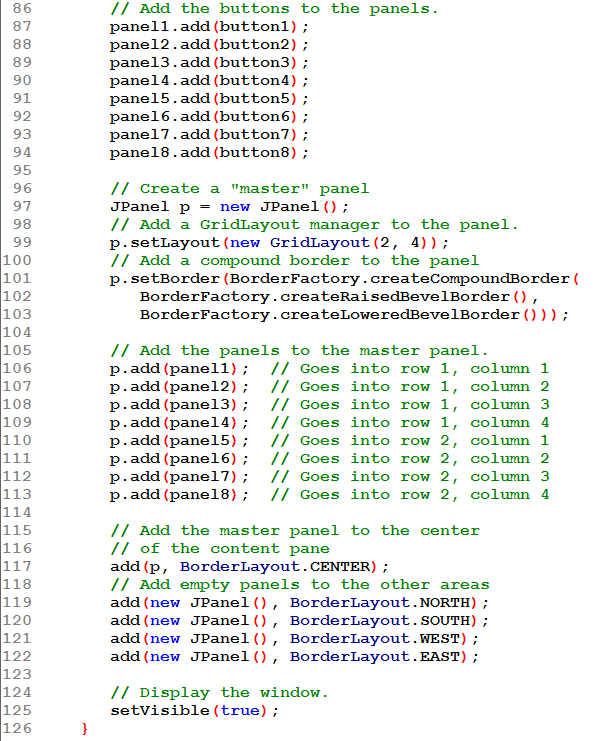 86 // Add the buttons to the panels.
87 panel1.add(button1);
88 panel2.add(button2);
89 panel3.add(button3);
90 panel4.add(button4);
91 panel5.add(button5);
92 panel6.add(button6);
93 panel7.add(button7);
94 panel8.add(button8);
95
96 // Create a "master" panel
97 JPanel p = new JPanel();
98 // Add a GridLayout manager to the panel.
99 p.setLayout(new GridLayout(2, 4));
100 // Add a compound border to the panel
101 p.setBorder(BorderFactory.createCompoundBorder(
102 BorderFactory.createRaisedBevelBorder(),
103 BorderFactory.createLoweredBevelBorder()));
104
105 // Add the panels to the master panel.
106 p.add(panel1); // Goes into row 1, column 1
107 p.add(panel2); // Goes into row 1, column 2
108 p.add(panel3); // Goes into row 1, column 3
109 p.add(panel4); // Goes into row 1, column 4
110 p.add(panel5); // Goes into row 2, column 1
111 p.add(panel6); // Goes into row 2, column 2
112 p.add(panel7); // Goes into row 2, column 3
113 p.add(panel8); // Goes into row 2, column 4
114
115 // Add the master panel to the center
116 // of the content pane
117 add(p, BorderLayout.CENTER);
118 // Add empty panels to the other areas
119 add(new JPanel(), BorderLayout.NORTH);
120 add(new JPanel(), BorderLayout.SOUTH);
121 add(new JPanel(), BorderLayout.WEST);
122 add(new JPanel(), BorderLayout.EAST);
123
124 // Display the window.
125 setVisible(true);
126 }